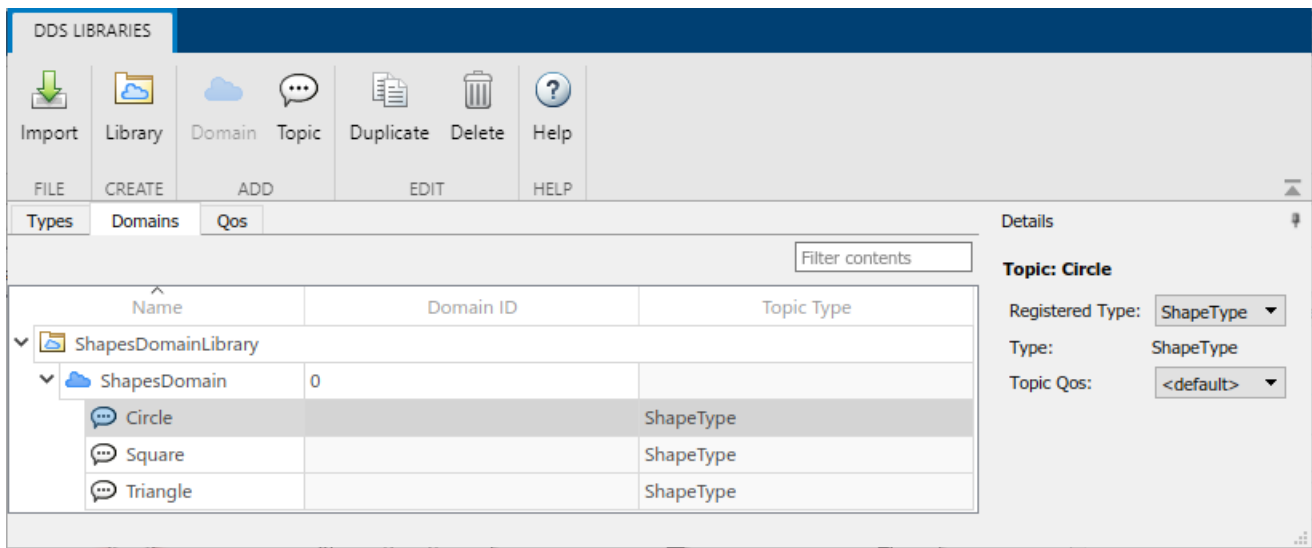 DDS LIBRARIES
Import Library Domain Topic Duplicate Delete Help
FILE CREATE ADD EDIT HELP
Types Domains Qos
Filter contents
Name Domain ID Topic Type
ShapesDomainLibrary
ShapesDomain 0
Circle ShapeType
Square ShapeType
Triangle ShapeType
Details
Topic: Circle
Registered Type: ShapeType
Type: ShapeType
Topic Qos: <default>